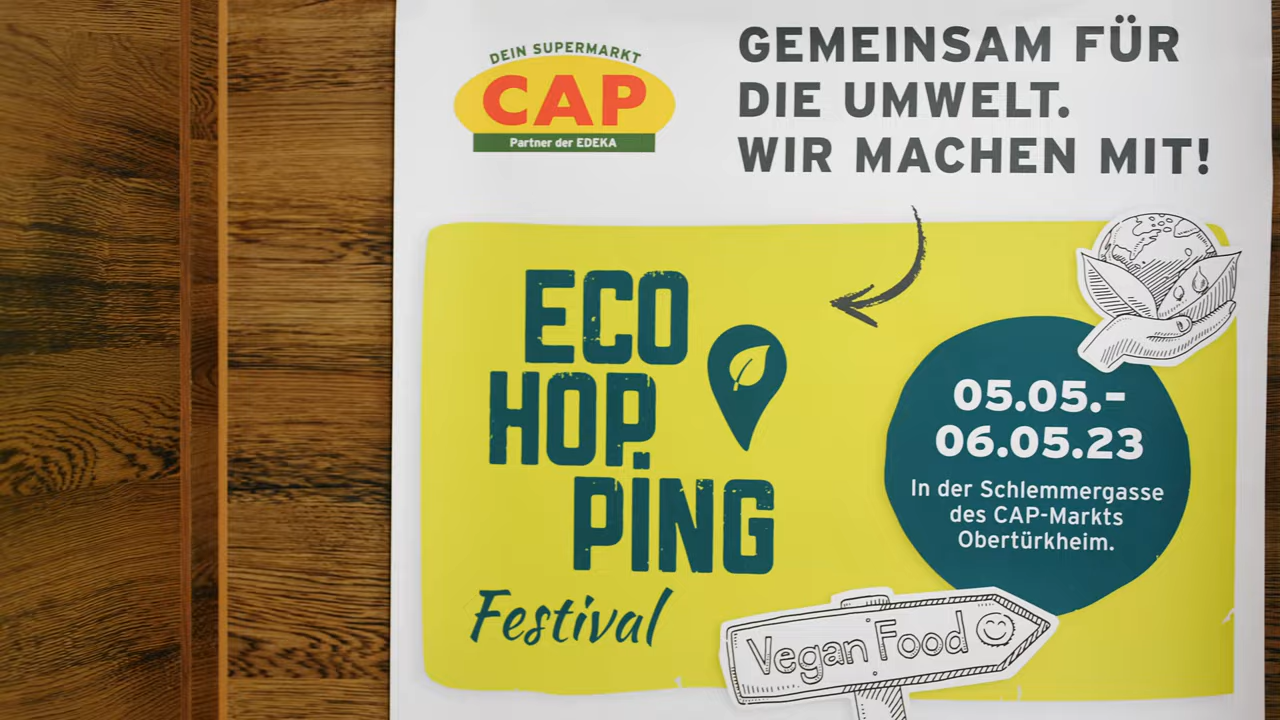 DEIN SUPERMARKT
CAP
Partner der EDEKA
GEMEINSAM FÜR
DIE UMWELT.
WIR MACHEN MIT!
ECO
HOP.
PING
Festival
05.05.–
06.05.23
In der Schlemmergasse
des CAP-Markts
Obertürkheim.
Vegan Food